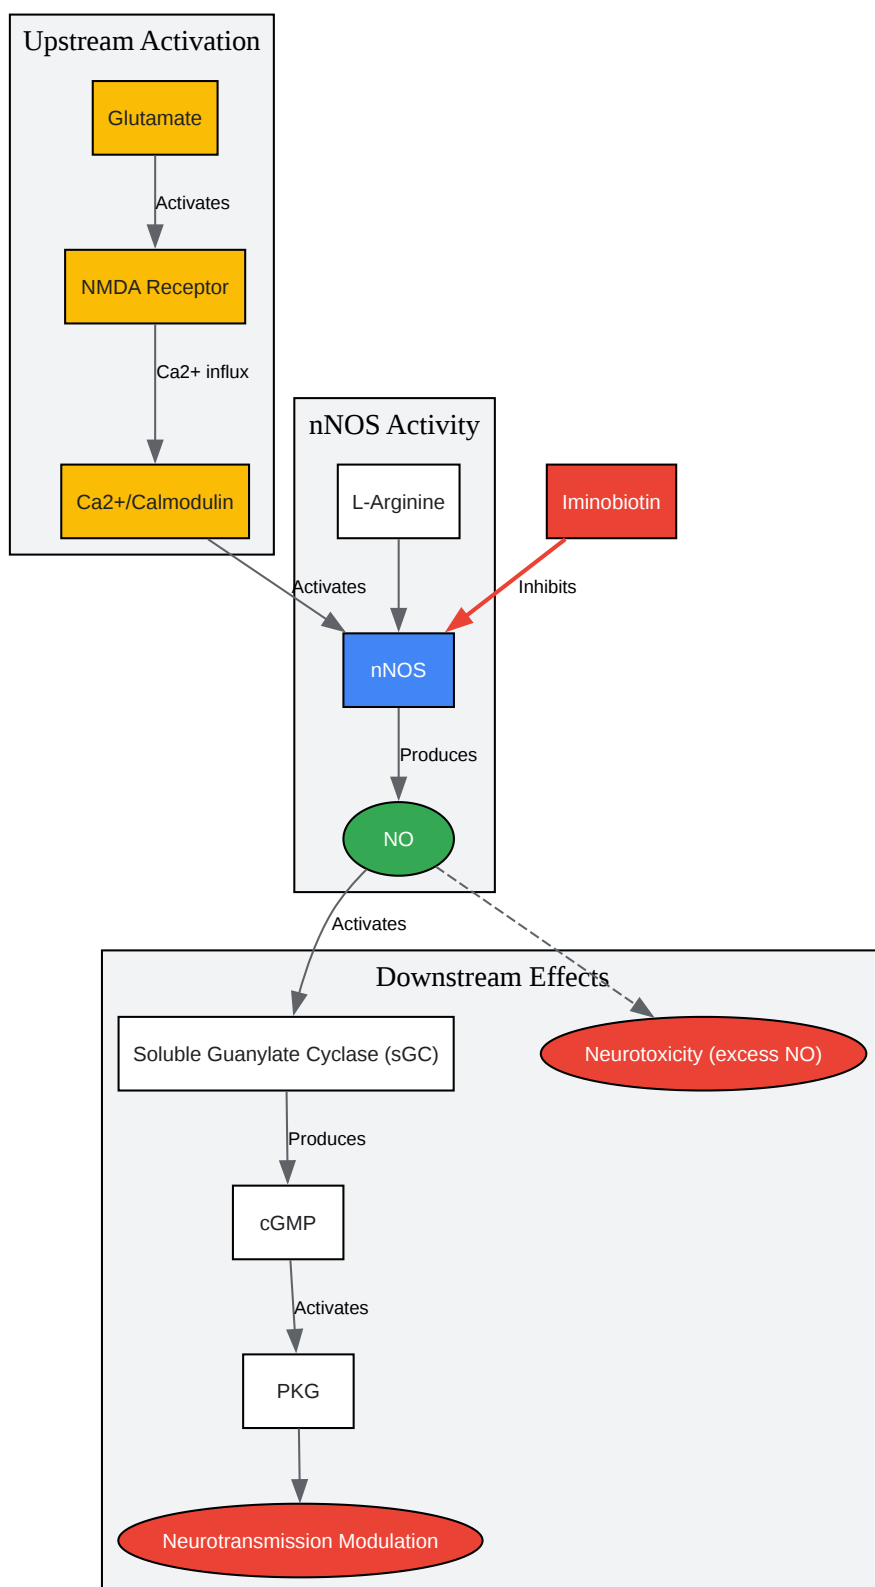 Upstream Activation
Glutamate
Activates
NMDA Receptor
Ca2+ influx
Ca2+/Calmodulin
nNOS Activity
L-Arginine
Iminobiotin
Activates
Inhibits
nNOS
Produces
NO
Activates
Downstream Effects
Soluble Guanylate Cyclase (sGC)
Neurotoxicity (excess NO)
Produces
cGMP
Activates
PKG
Neurotransmission Modulation